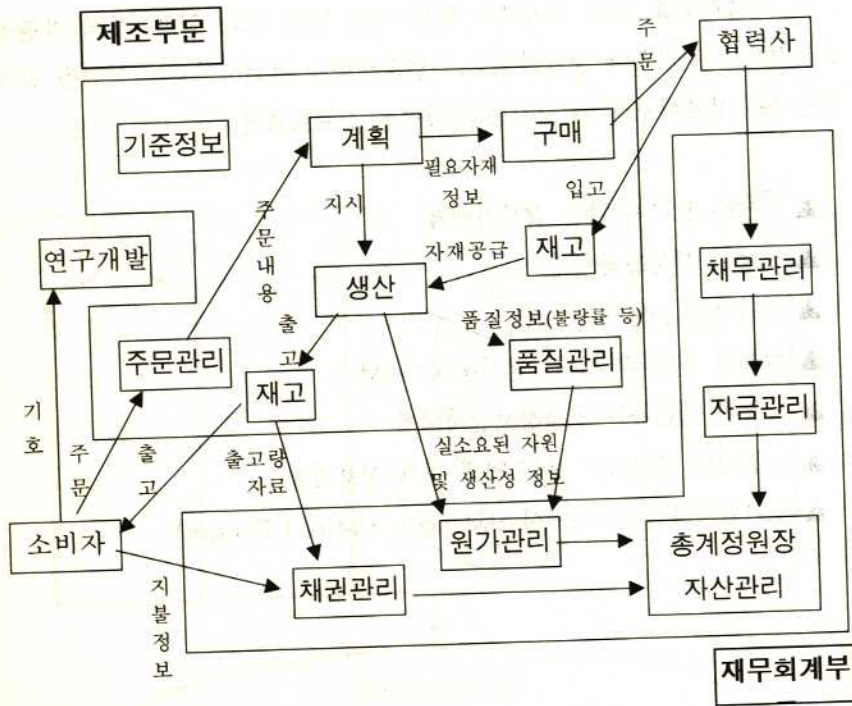 제조부문
주문
협력사
기준정보
계획
구매
필요자재
정보
지시
입고
주문내용
연구개발
자재공급
재고
생산
채무관리
출고
품질정보(불량률 등)
주문관리
품질관리
재고
자금관리
기호
주문
출고
출고량
자료
실소요된 자원
및 생산성 정보
소비자
원가관리
총계정원장
자산관리
채권관리
지불정보
재무회계부